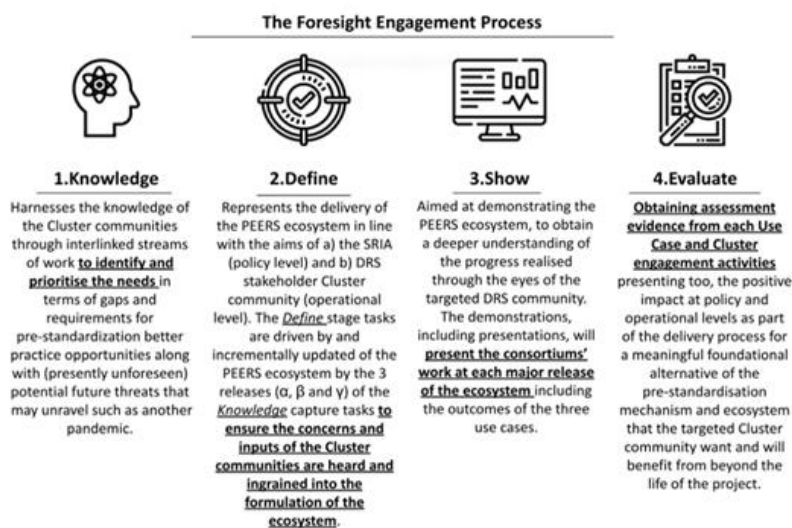 The Foresight Engagement Process
1.Knowledge
Harnesses the knowledge of
the Cluster communities
through interlinked streams
of work to identify and
prioritise the needs in
terms of gaps and
requirements for
pre-standardization better
practice opportunities along
with (presently unforeseen)
potential future threats that
may unravel such as another
pandemic.
2.Define
Represents the delivery of
the PEERS ecosystem in line
with the aims of a) the SRIA
(policy level) and b) DRS
stakeholder Cluster
community (operational
level). The Define stage tasks
are driven by and
incrementally updated of the
PEERS ecosystem by the 3
releases (α, β and γ) of the
Knowledge capture tasks to
ensure the concerns and
inputs of the Cluster
communities are heard and
ingrained into the
formulation of the
ecosystem.
3.Show
Aimed at demonstrating the
PEERS ecosystem, to obtain
a deeper understanding of
the progress realised
through the eyes of the
targeted DRS community.
The demonstrations,
including presentations, will
present the consortiums'
work at each major release
of the ecosystem including
the outcomes of the three
use cases.
4.Evaluate
Obtaining assessment
evidence from each Use
Case and Cluster
engagement activities
presenting too, the positive
impact at policy and
operational levels as part
of the delivery process for
a meaningful foundational
alternative of the
pre-standardisation
mechanism and ecosystem
that the targeted Cluster
community want and will
benefit from beyond the
life of the project.